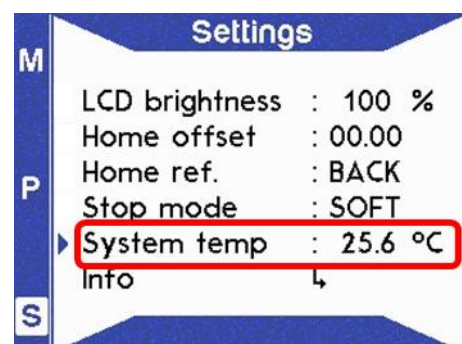 Settings
M
LCD brightness : 100 %
Home offset : 00.00
Home ref. : BACK
P
Stop mode : SOFT
System temp : 25.6 °C
Info ↳
S